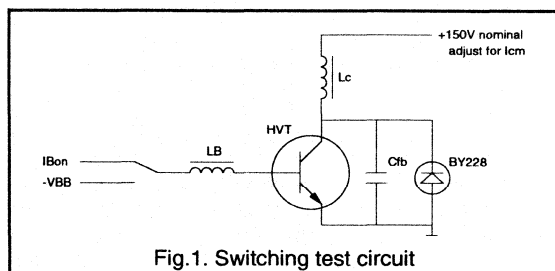 +150V nominal
adjust for Icm
Lc
HVT
LB
IBon
-VBB
Cfb
BY228
Fig.1. Switching test circuit